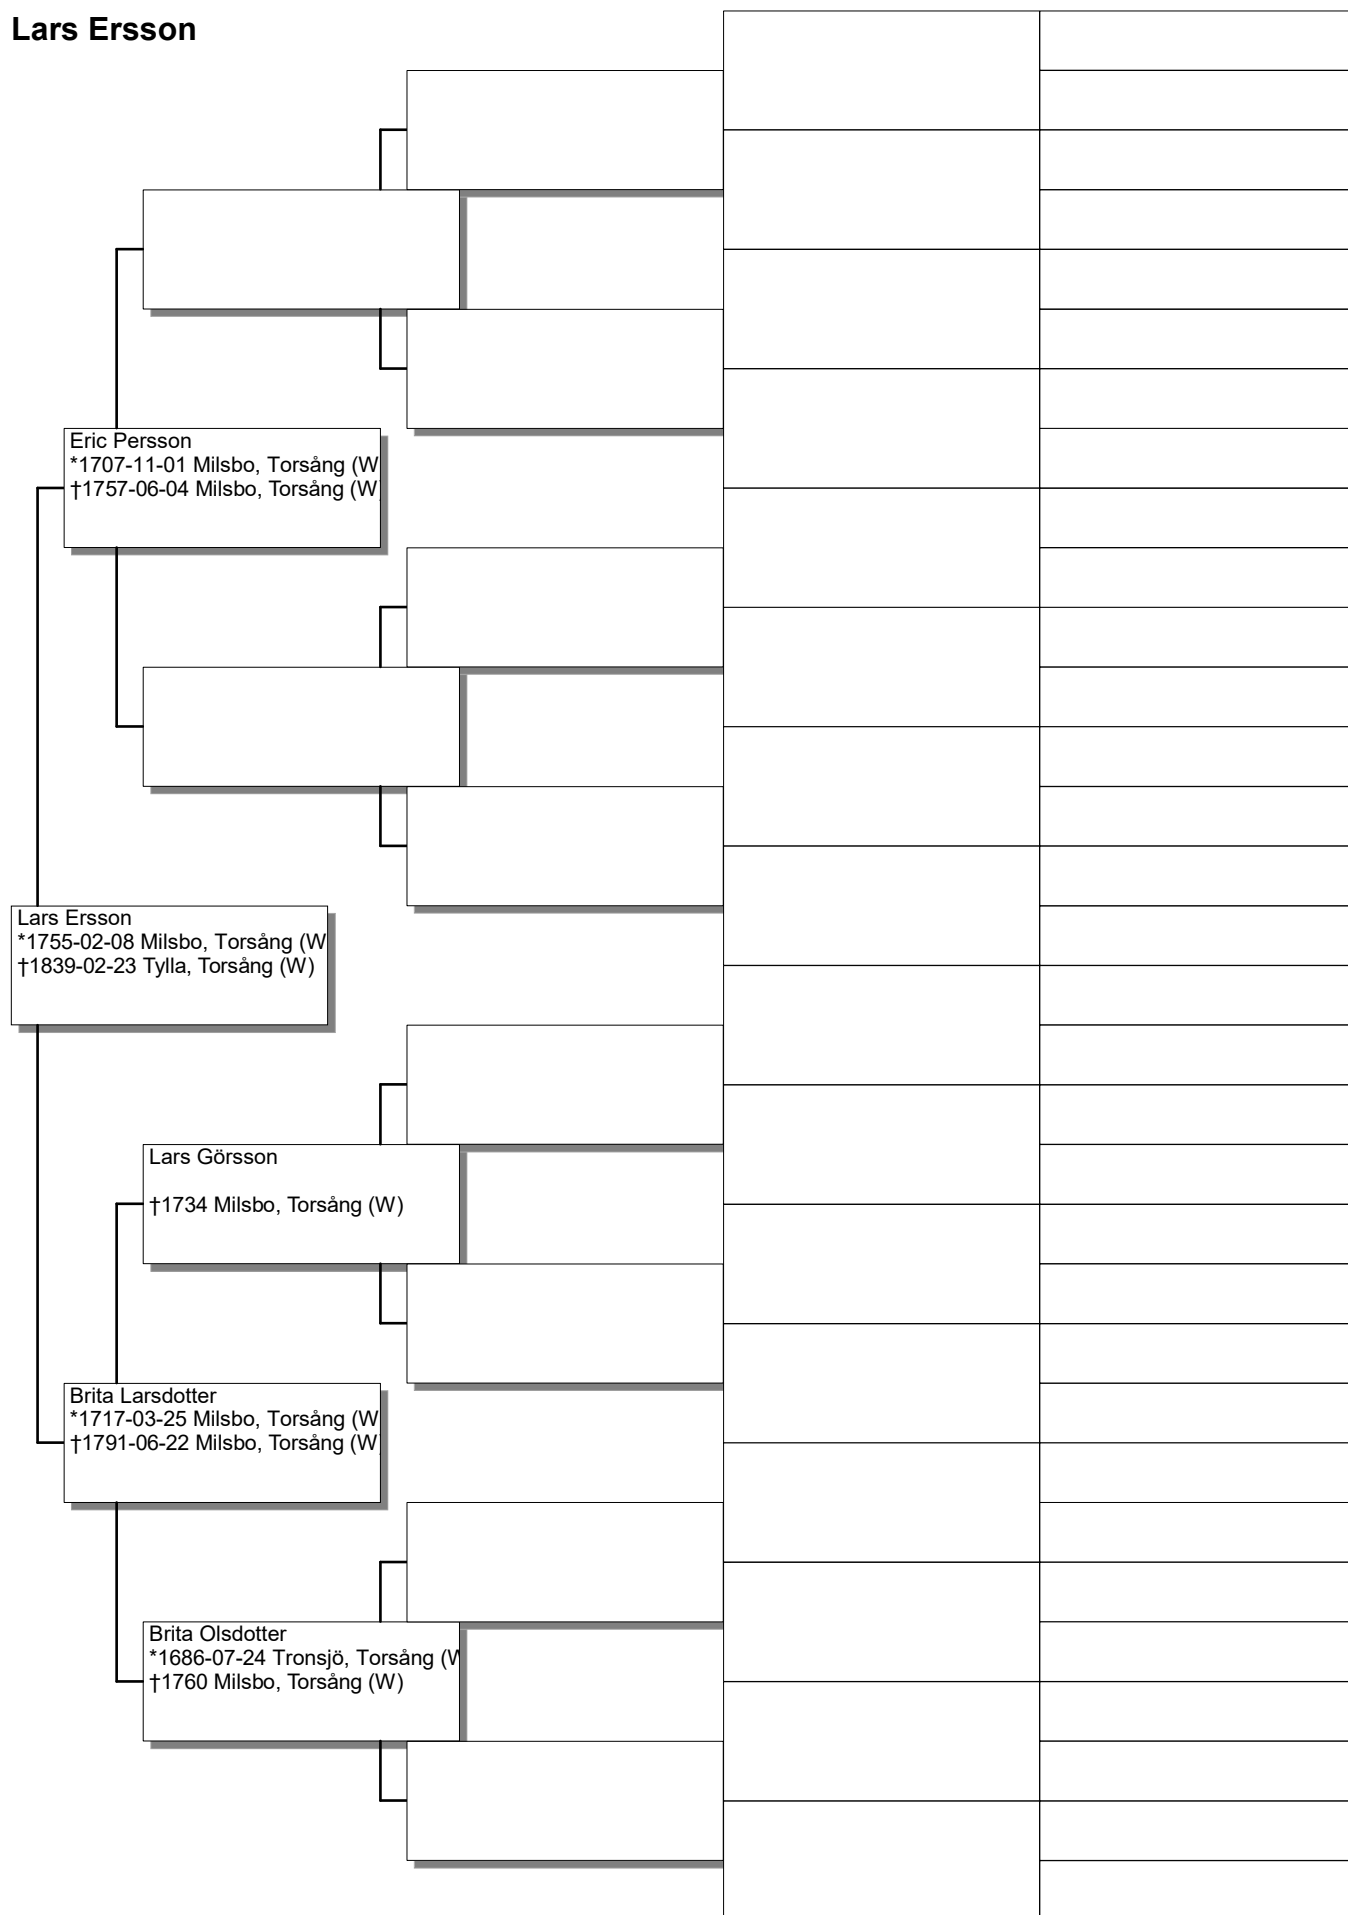 Lars Ersson
Eric Persson
*1707-11-01 Milsbo, Torsång (W
†1757-06-04 Milsbo, Torsång (W
Lars Ersson
*1755-02-08 Milsbo, Torsång (W
†1839-02-23 Tylla, Torsång (W)
Lars Görsson
†1734 Milsbo, Torsång (W)
Brita Larsdotter
*1717-03-25 Milsbo, Torsång (W
†1791-06-22 Milsbo, Torsång (W
Brita Olsdotter
*1686-07-24 Tronsjö, Torsång (W
†1760 Milsbo, Torsång (W)